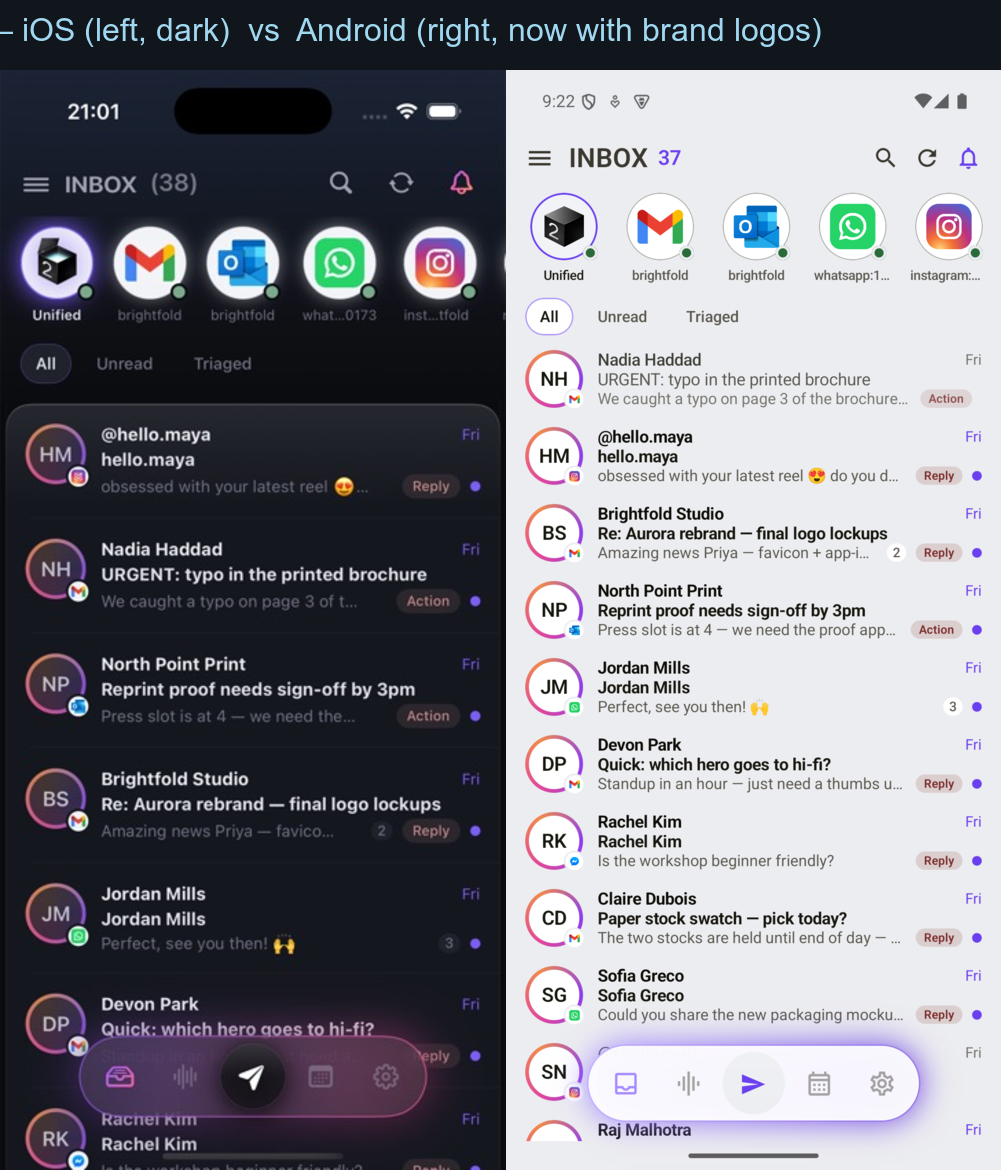 – iOS (left, dark) vs Android (right, now with brand logos)
21:01
INBOX (38)
2
Unified
brightfold
brightfold
what...0173
inst...tfold
All
Unread
Triaged
HM
@hello.maya
Fri
hello.maya
obsessed with your latest reel 😍...
Reply
NH
Nadia Haddad
Fri
URGENT: typo in the printed brochure
We caught a typo on page 3 of t...
Action
NP
North Point Print
Fri
Reprint proof needs sign-off by 3pm
Press slot is at 4 — we need the...
Action
BS
Brightfold Studio
Fri
Re: Aurora rebrand — final logo lockups
Amazing news Priya — favico...
2
Reply
JM
Jordan Mills
Fri
Jordan Mills
Perfect, see you then! 🙌
3
DP
Devon Park
Fri
Quick: which hero goes to hi-fi?
RK
Rachel Kim
Rachel Kim
Is the workshop beginner friendly?
9:22
INBOX 37
2
Unified
brightfold
brightfold
whatsapp:1...
instagram:...
All
Unread
Triaged
NH
Nadia Haddad
Fri
URGENT: typo in the printed brochure
We caught a typo on page 3 of the brochure...
Action
HM
@hello.maya
Fri
hello.maya
obsessed with your latest reel 😍 do you d...
Reply
BS
Brightfold Studio
Fri
Re: Aurora rebrand — final logo lockups
Amazing news Priya — favicon + app-i...
2
Reply
NP
North Point Print
Fri
Reprint proof needs sign-off by 3pm
Press slot is at 4 — we need the proof app...
Action
JM
Jordan Mills
Fri
Jordan Mills
Perfect, see you then! 🙌
3
DP
Devon Park
Fri
Quick: which hero goes to hi-fi?
Standup in an hour — just need a thumbs u...
Reply
RK
Rachel Kim
Fri
Rachel Kim
Is the workshop beginner friendly?
Reply
CD
Claire Dubois
Fri
Paper stock swatch — pick today?
The two stocks are held until end of day — ...
Reply
SG
Sofia Greco
Fri
Sofia Greco
Could you share the new packaging mocku...
Reply
SN
Fri
Raj Malhotra
Fri